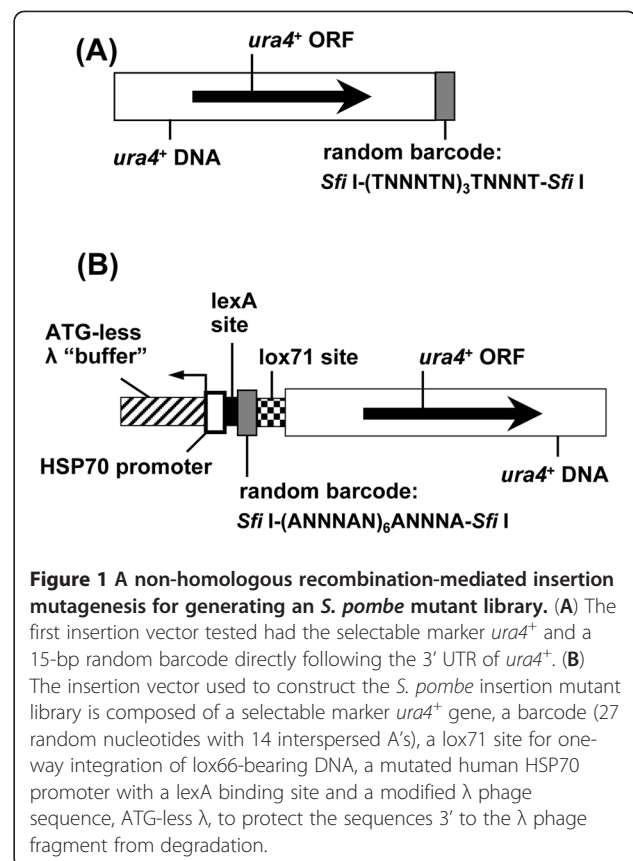 (A)
ura4+ ORF
ura4+ DNA
random barcode:
Sfi I-(TNNNTN)3TNNNT-Sfi I
(B)
lexA
site
ATG-less
λ “buffer”
lox71 site
ura4+ ORF
HSP70 promoter
ura4+ DNA
random barcode:
Sfi I-(ANNNAN)6ANNNA-Sfi I
Figure 1 A non-homologous recombination-mediated insertion
mutagenesis for generating an S. pombe mutant library. (A) The
first insertion vector tested had the selectable marker ura4+ and a
15-bp random barcode directly following the 3’ UTR of ura4+. (B)
The insertion vector used to construct the S. pombe insertion mutant
library is composed of a selectable marker ura4+ gene, a barcode (27
random nucleotides with 14 interspersed A’s), a lox71 site for one-
way integration of lox66-bearing DNA, a mutated human HSP70
promoter with a lexA binding site and a modified λ phage
sequence, ATG-less λ, to protect the sequences 3’ to the λ phage
fragment from degradation.